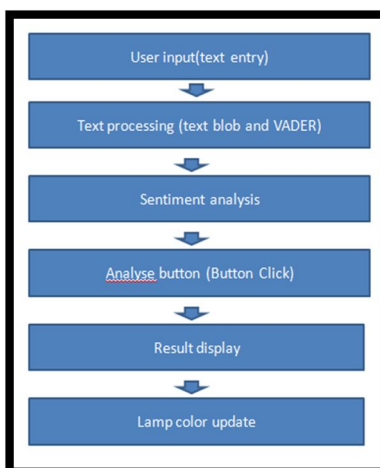 User input(text entry)
Text processing (text blob and VADER)
Sentiment analysis
Analyse button (Button Click)
Result display
Lamp color update